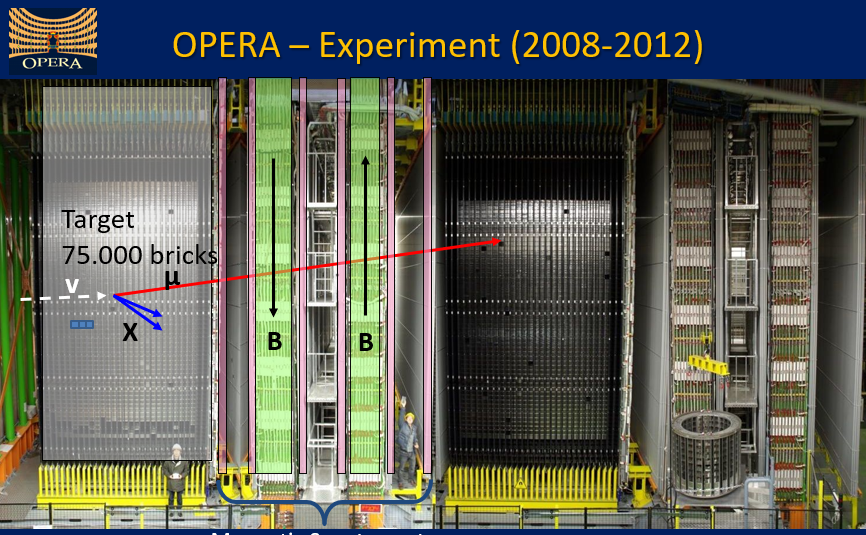 OPERA
OPERA – Experiment (2008-2012)
Target
75.000 bricks
ν
μ
X
B
B